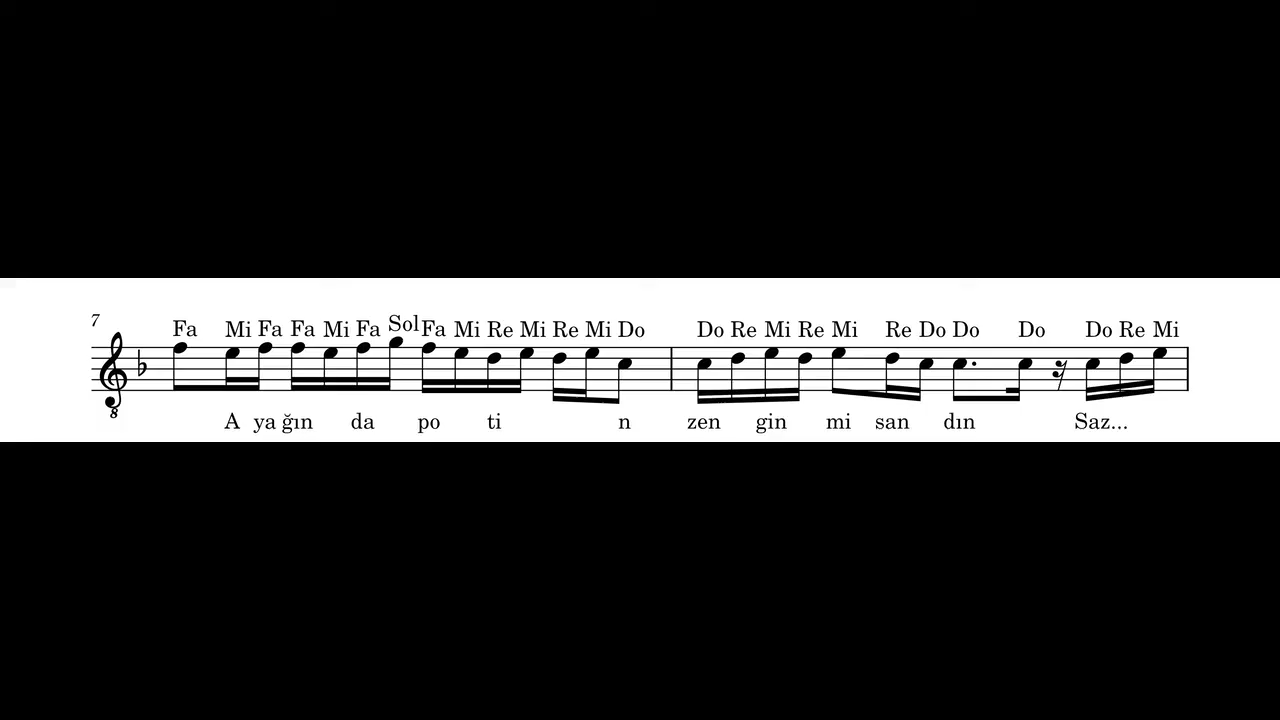 7
Fa Mi Fa Fa Mi Fa Sol Fa Mi Re Mi Re Mi Do Do Re Mi Re Mi Re Do Do Do Do Re Mi
8
A ya ğın da po ti n zen gin mi san dın Saz...